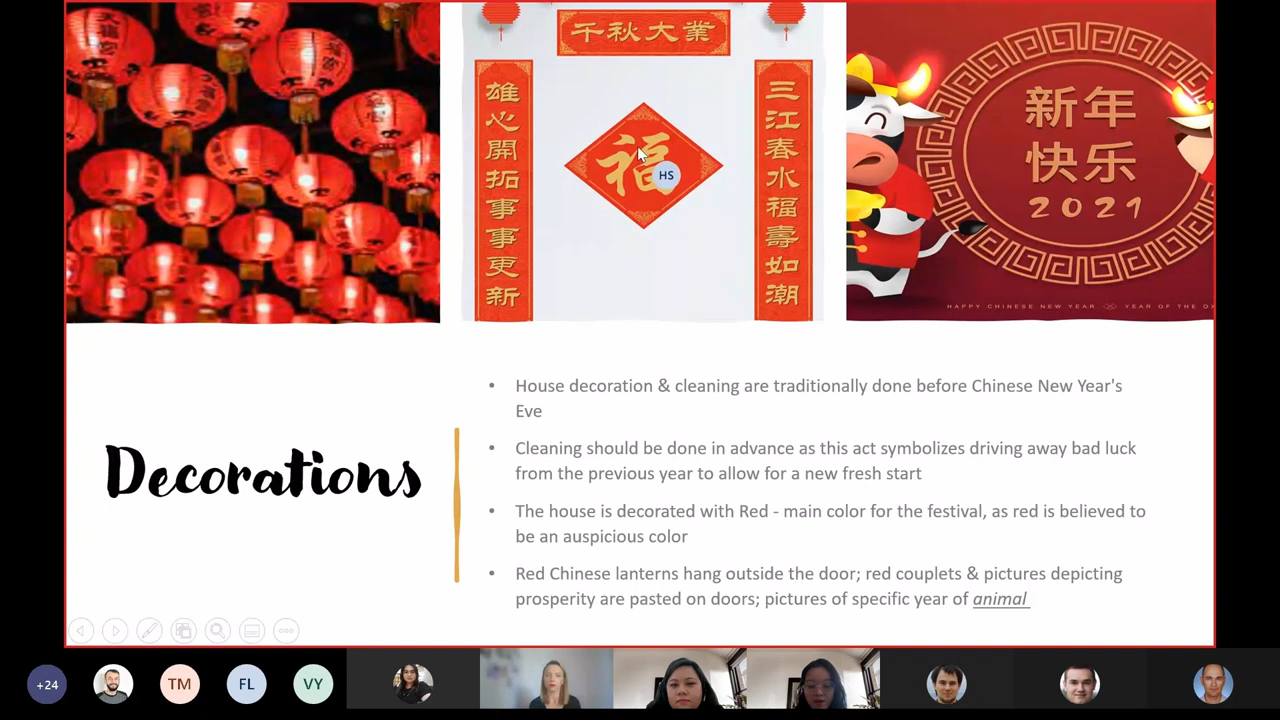 天福宮
千秋大業
雄心開拓事事更新
福
HS
三江春水福壽如潮
新年
快乐
2021
HAPPY CHINESE NEW YEAR
YEAR OF THE O
Decorations
• House decoration & cleaning are traditionally done before Chinese New Year's
Eve
• Cleaning should be done in advance as this act symbolizes driving away bad luck
from the previous year to allow for a new fresh start
• The house is decorated with Red - main color for the festival, as red is believed to
be an auspicious color
• Red Chinese lanterns hang outside the door; red couplets & pictures depicting
prosperity are pasted on doors; pictures of specific year of animal
+24
TM
FL
VY